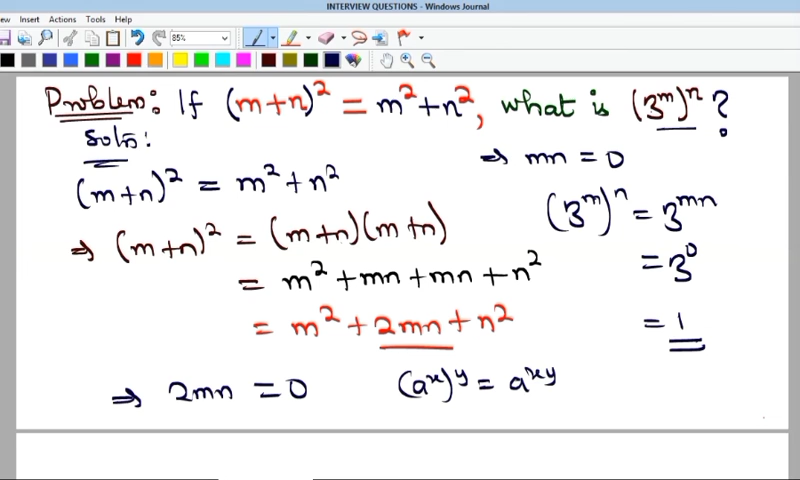 INTERVIEW QUESTIONS - Windows Journal
ew Insert Actions Tools Help
85%
Problem: If (m+n)² = m²+n², what is (3ᵐ)ⁿ?
Soln:
(m+n)² = m²+n²
⇒ (m+n)² = (m+n)(m+n)
= m²+mn+mn+n²
= m²+2mn+n²
⇒ 2mn = 0
(aˣ)ʸ = aˣʸ
⇒ mn = 0
(3ᵐ)ⁿ = 3ᵐⁿ
= 3⁰
= 1